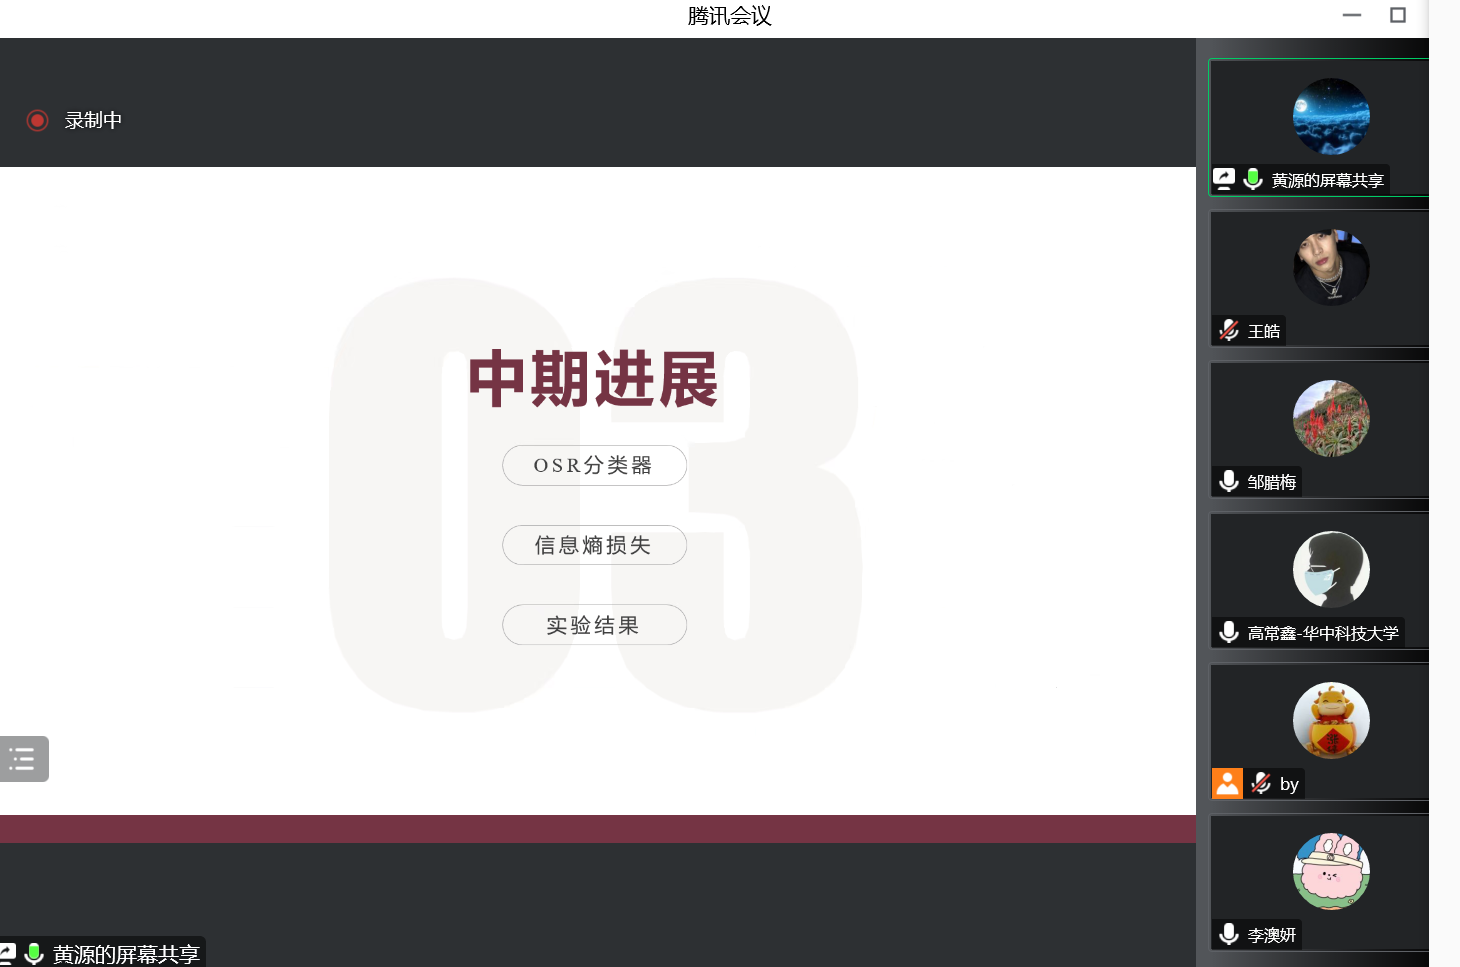 腾讯会议
录制中
03
中期进展
OSR分类器
信息熵损失
实验结果
黄源的屏幕共享
黄源的屏幕共享
王皓
邹腊梅
高常鑫-华中科技大学
by
李澳妍